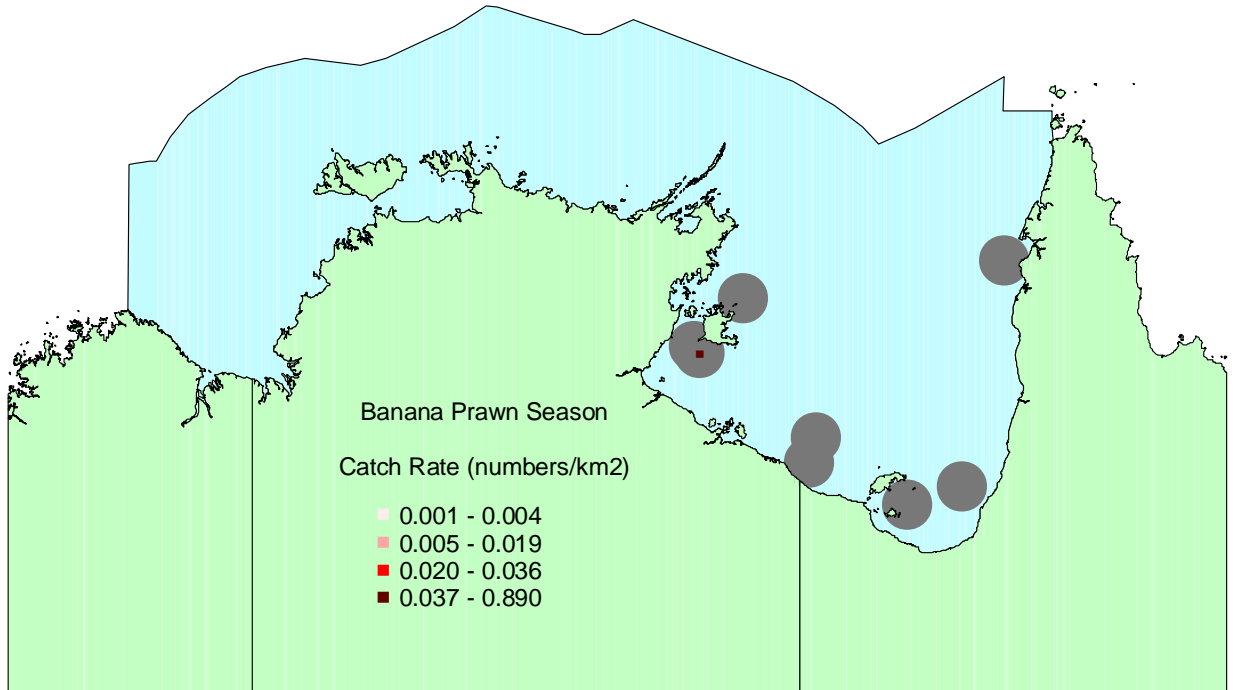 Banana Prawn Season
Catch Rate (numbers/km2)
0.001 - 0.004
0.005 - 0.019
0.020 - 0.036
0.037 - 0.890